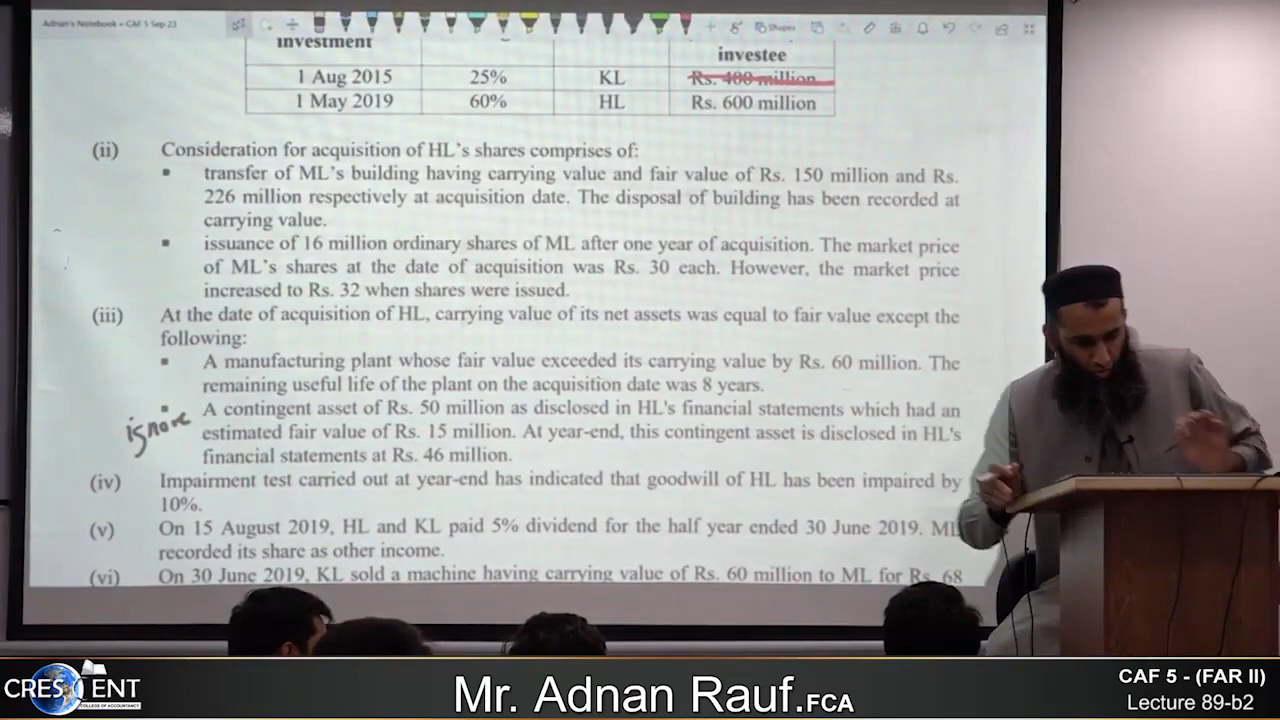 Adnan's Notebook – CAF 5 Sep 23
Shapes
investment
investee
1 Aug 2015 25% KL Rs. 400 million
1 May 2019 60% HL Rs. 600 million
(ii) Consideration for acquisition of HL's shares comprises of:
▪ transfer of ML's building having carrying value and fair value of Rs. 150 million and Rs.
226 million respectively at acquisition date. The disposal of building has been recorded at
carrying value.
▪ issuance of 16 million ordinary shares of ML after one year of acquisition. The market price
of ML's shares at the date of acquisition was Rs. 30 each. However, the market price
increased to Rs. 32 when shares were issued.
(iii) At the date of acquisition of HL, carrying value of its net assets was equal to fair value except the
following:
▪ A manufacturing plant whose fair value exceeded its carrying value by Rs. 60 million. The
remaining useful life of the plant on the acquisition date was 8 years.
▪ A contingent asset of Rs. 50 million as disclosed in HL's financial statements which had an
ignore estimated fair value of Rs. 15 million. At year-end, this contingent asset is disclosed in HL's
financial statements at Rs. 46 million.
(iv) Impairment test carried out at year-end has indicated that goodwill of HL has been impaired by
10%.
(v) On 15 August 2019, HL and KL paid 5% dividend for the half year ended 30 June 2019. ML
recorded its share as other income.
(vi) On 30 June 2019, KL sold a machine having carrying value of Rs. 60 million to ML for Rs. 68
CRESCENT
COLLEGE OF ACCOUNTANCY
Mr. Adnan Rauf.FCA
CAF 5 - (FAR II)
Lecture 89-b2